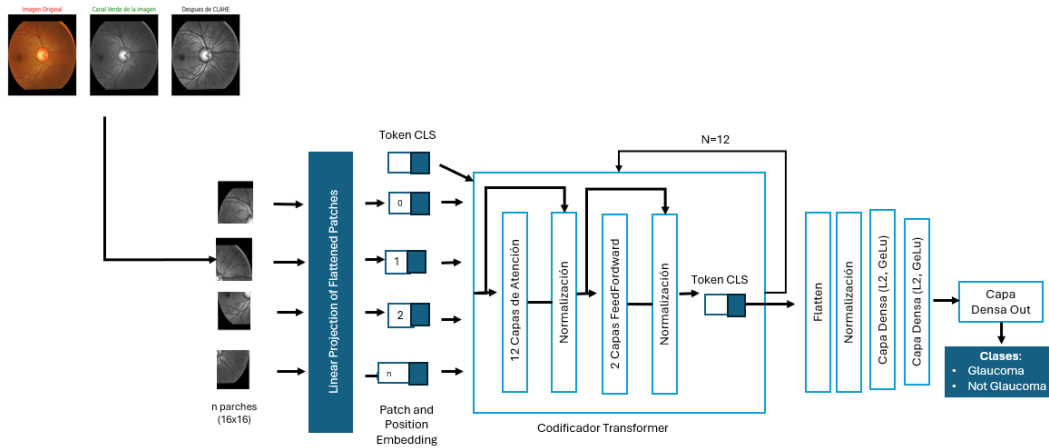 Imagen Original
Canal Verde de la imagen
Despues de CLAHE
Token CLS
N=12
0
1
2
n
Linear Projection of Flattened Patches
12 Capas de Atención
Normalización
2 Capas FeedFordward
Normalización
Token CLS
Flatten
Normalización
Capa Densa (L2, GeLu)
Capa Densa (L2, GeLu)
Capa
Densa Out
Clases:
• Glaucoma
• Not Glaucoma
n parches
(16x16)
Patch and
Position
Embedding
Codificador Transformer